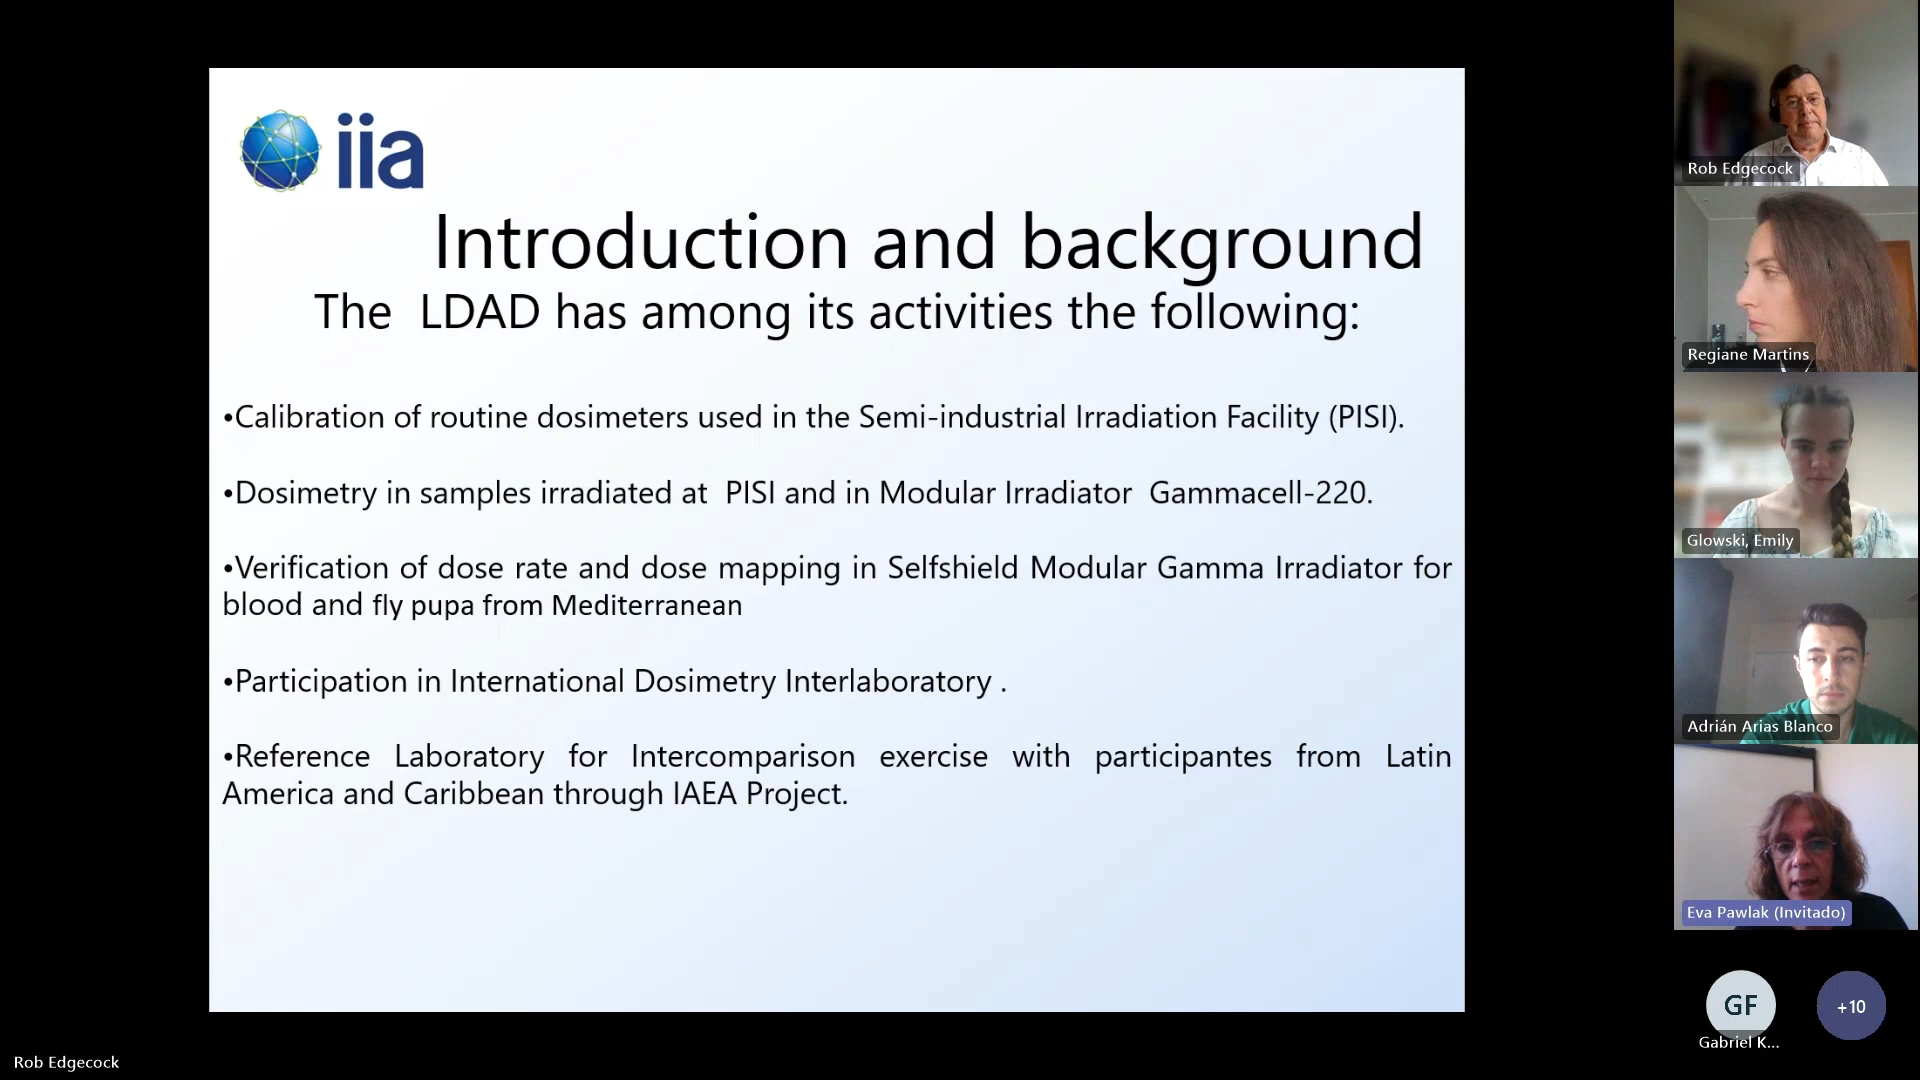 iia
Introduction and background
The LDAD has among its activities the following:
•Calibration of routine dosimeters used in the Semi-industrial Irradiation Facility (PISI).
•Dosimetry in samples irradiated at PISI and in Modular Irradiator Gammacell-220.
•Verification of dose rate and dose mapping in Selfshield Modular Gamma Irradiator for
blood and fly pupa from Mediterranean
•Participation in International Dosimetry Interlaboratory .
•Reference Laboratory for Intercomparison exercise with participantes from Latin
America and Caribbean through IAEA Project.
Rob Edgecock
Regiane Martins
Glowski, Emily
Adrián Arias Blanco
Eva Pawlak (Invitado)
GF
+10
Gabriel K...
Rob Edgecock